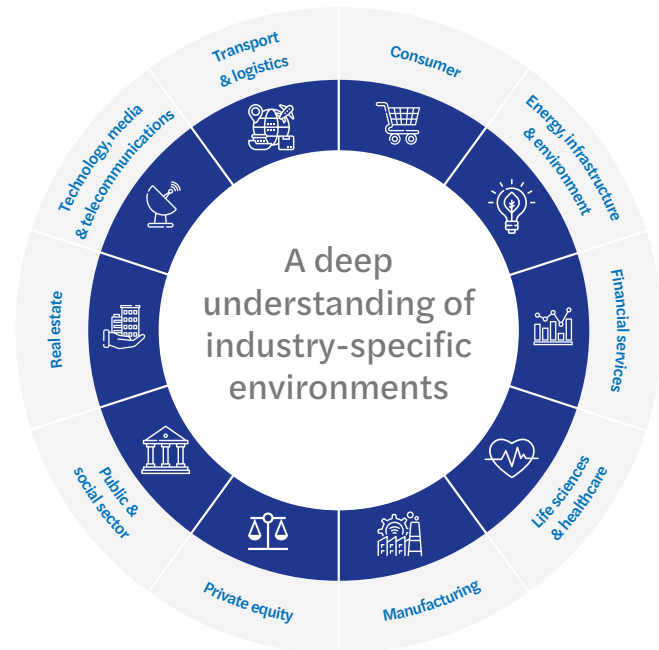 Transport
& logistics
Consumer
Energy, infrastructure
& environment
Financial services
Life sciences
& healthcare
Manufacturing
Private equity
Public &
social sector
Real estate
Technology, media
& telecommunications
A deep
understanding of
industry-specific
environments